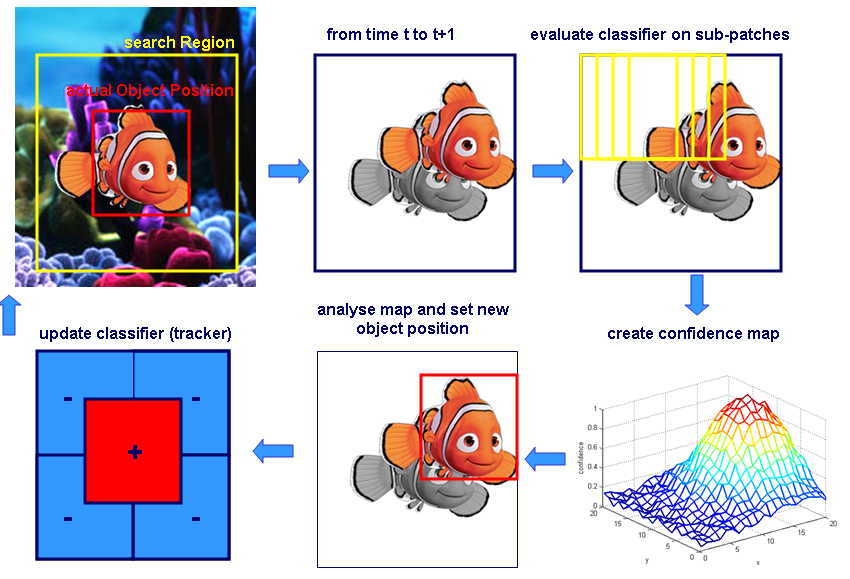 search Region
actual Object Position
from time t to t+1
evaluate classifier on sub-patches
update classifier (tracker)
-
-
+
-
-
analyse map and set new
object position
create confidence map
1
0.8
0.6
0.4
0.2
0
confidence
20
15
10
5
0
y
0
5
10
15
20
x